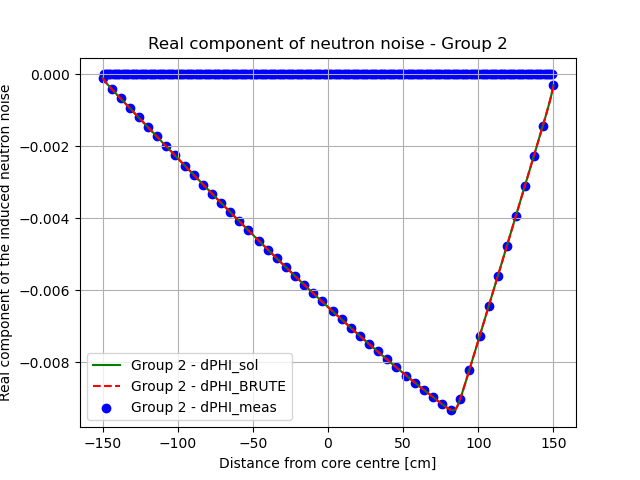 Real component of neutron noise - Group 2
Real component of the induced neutron noise
0.000
−0.002
−0.004
−0.006
−0.008
Group 2 - dPHI_sol
Group 2 - dPHI_BRUTE
Group 2 - dPHI_meas
−150
−100
−50
0
50
100
150
Distance from core centre [cm]